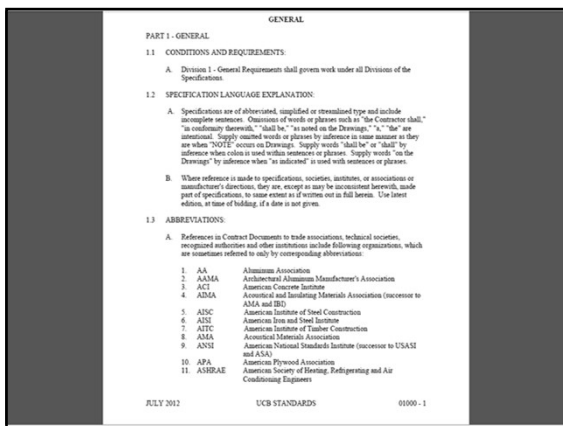 GENERAL
PART 1 - GENERAL
1.1 CONDITIONS AND REQUIREMENTS:
A. Division 1 - General Requirements shall govern work under all Divisions of the
Specifications.
1.2 SPECIFICATION LANGUAGE EXPLANATION:
A. Specifications are of abbreviated, simplified or streamlined type and include
incomplete sentences. Omissions of words or phrases such as "the Contractor shall,"
"in conformity therewith," "shall be," "as noted on the Drawings," "a," "the" are
intentional. Supply omitted words or phrases by inference in same manner as they
are when "NOTE" occurs on Drawings. Supply words "shall be" or "shall" by
inference when colon is used within sentences or phrases. Supply words "on the
Drawings" by inference when "as indicated" is used with sentences or phrases.
B. Where reference is made to specifications, societies, institutes, or associations or
manufacturer's directions, they are, except as may be inconsistent herewith, made
part of specifications, to same extent as if written out in full herein. Use latest
edition, at time of bidding, if a date is not given.
1.3 ABBREVIATIONS:
A. References in Contract Documents to trade associations, technical societies,
recognized authorities and other institutions include following organizations, which
are sometimes referred to only by corresponding abbreviations:
1. AA Aluminum Association
2. AAMA Architectural Aluminum Manufacturer's Association
3. ACI American Concrete Institute
4. AIMA Acoustical and Insulating Materials Association (successor to
AMA and IBI)
5. AISC American Institute of Steel Construction
6. AISI American Iron and Steel Institute
7. AITC American Institute of Timber Construction
8. AMA Acoustical Materials Association
9. ANSI American National Standards Institute (successor to USASI
and ASA)
10. APA American Plywood Association
11. ASHRAE American Society of Heating, Refrigerating and Air
Conditioning Engineers
JULY 2012 UCB STANDARDS 01000 - 1